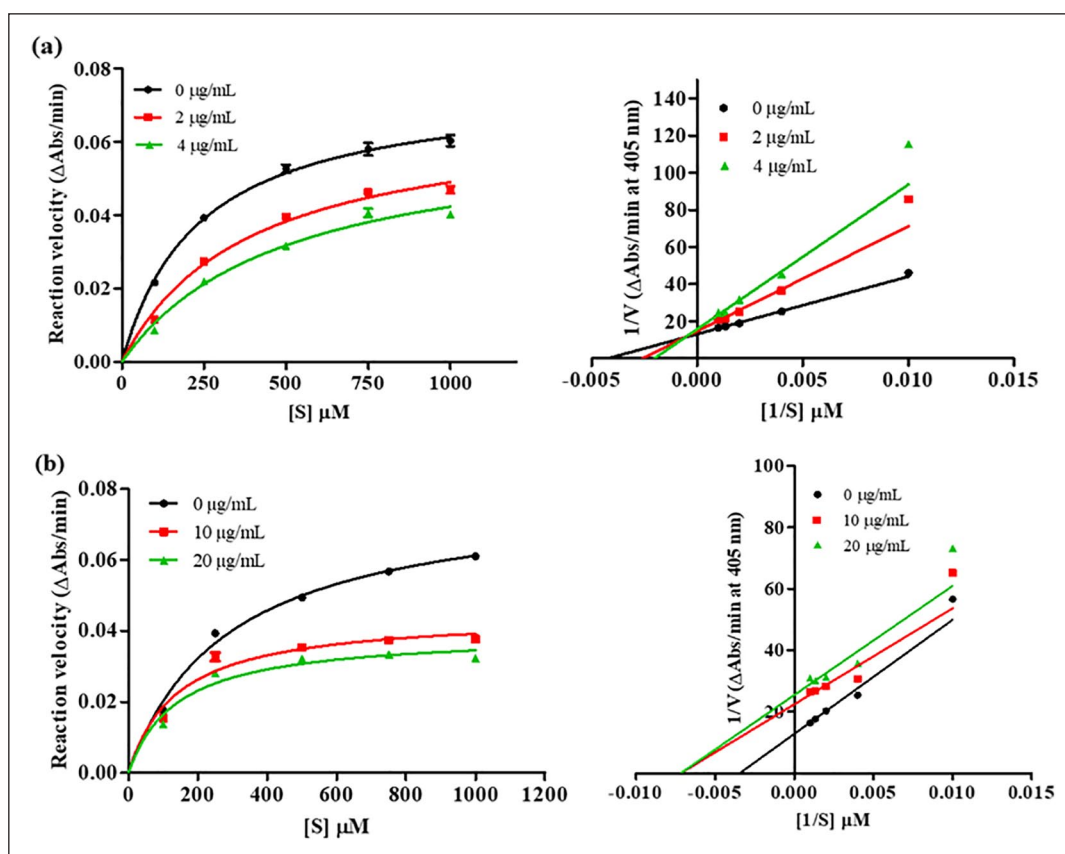 (a)
0.08
0.06
0.04
0.02
0.00
Reaction velocity (ΔAbs/min)
0 μg/mL
2 μg/mL
4 μg/mL
0
250
500
750
1000
[S] μM
140
120
100
80
60
40
20
1/V (ΔAbs/min at 405 nm)
0 μg/mL
2 μg/mL
4 μg/mL
-0.005
0.000
0.005
0.010
0.015
[1/S] μM
(b)
0.08
0.06
0.04
0.02
0.00
Reaction velocity (ΔAbs/min)
0 μg/mL
10 μg/mL
20 μg/mL
0
200
400
600
800
1000
1200
[S] μM
100
80
60
40
20
1/V (ΔAbs/min at 405 nm)
0 μg/mL
10 μg/mL
20 μg/mL
-0.010
-0.005
0.000
0.005
0.010
0.015
[1/S] μM